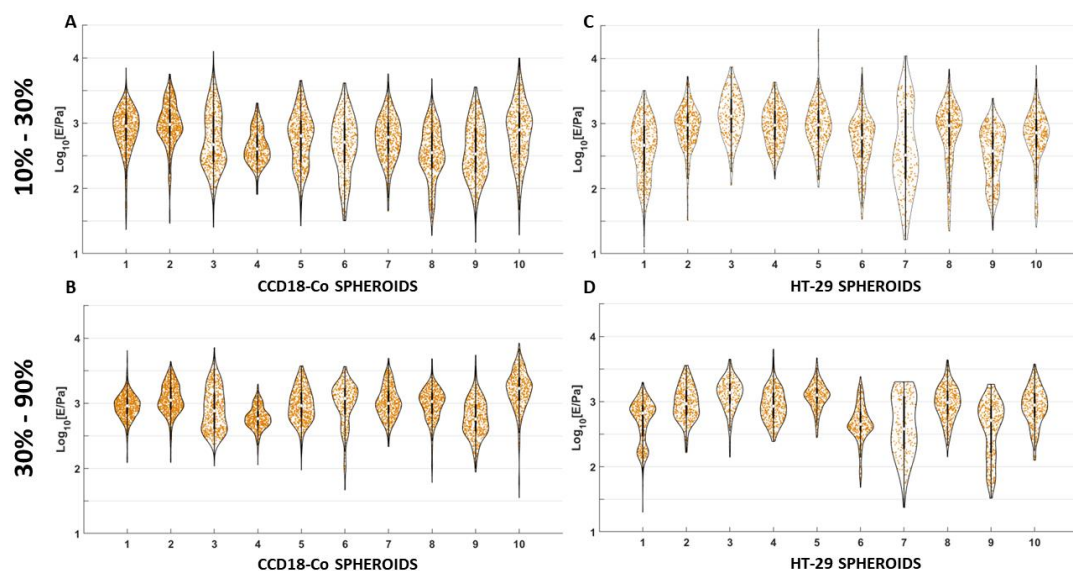 10% - 30%
A
Log10[E/Pa]
4
3
2
1
1 2 3 4 5 6 7 8 9 10
CCD18-Co SPHEROIDS
C
Log10[E/Pa]
4
3
2
1
1 2 3 4 5 6 7 8 9 10
HT-29 SPHEROIDS
30% - 90%
B
Log10[E/Pa]
4
3
2
1
1 2 3 4 5 6 7 8 9 10
CCD18-Co SPHEROIDS
D
Log10[E/Pa]
4
3
2
1
1 2 3 4 5 6 7 8 9 10
HT-29 SPHEROIDS